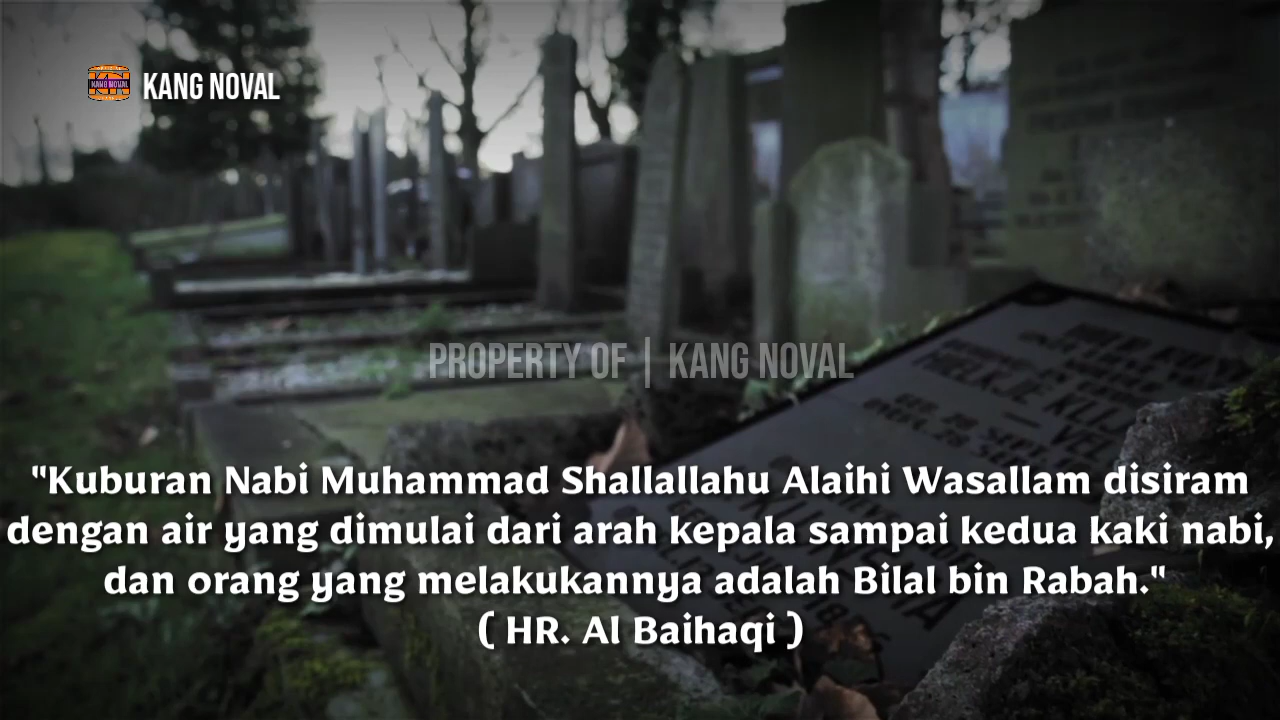 KANG NOVAL
PROPERTY OF | KANG NOVAL
"Kuburan Nabi Muhammad Shallallahu Alaihi Wasallam disiram
dengan air yang dimulai dari arah kepala sampai kedua kaki nabi,
dan orang yang melakukannya adalah Bilal bin Rabah."
( HR. Al Baihaqi )